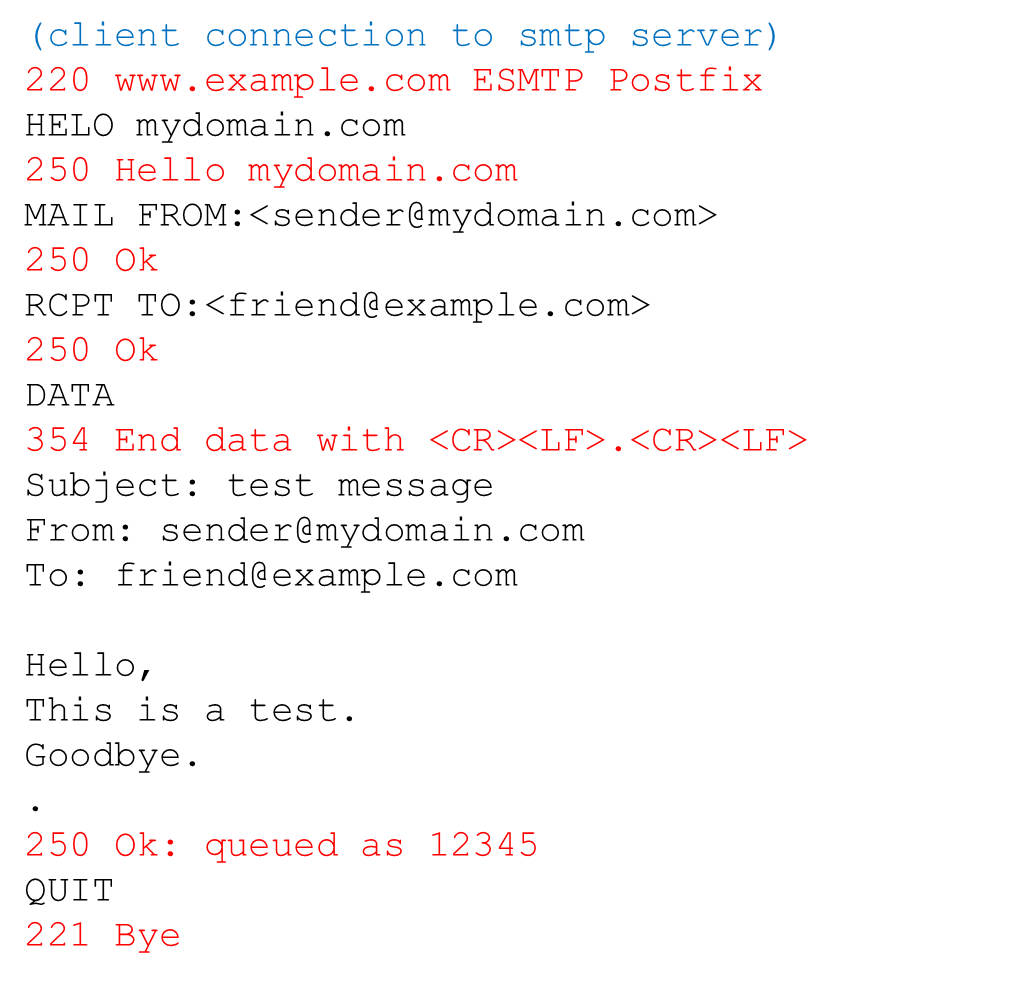 (client connection to smtp server)
220 www.example.com ESMTP Postfix
HELO mydomain.com
250 Hello mydomain.com
MAIL FROM:<sender@mydomain.com>
250 Ok
RCPT TO:<friend@example.com>
250 Ok
DATA
354 End data with <CR><LF>.<CR><LF>
Subject: test message
From: sender@mydomain.com
To: friend@example.com

Hello,
This is a test.
Goodbye.
.
250 Ok: queued as 12345
QUIT
221 Bye